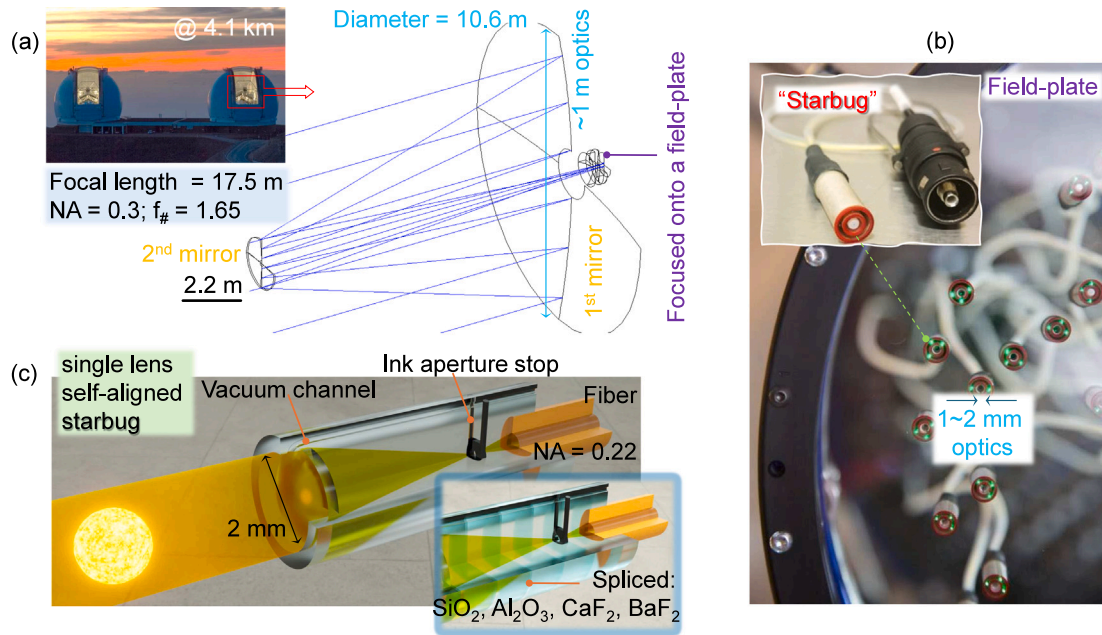 (a)
@ 4.1 km
Focal length = 17.5 m
NA = 0.3; f# = 1.65
Diameter = 10.6 m
~1 m optics
1st mirror
2nd mirror
2.2 m
Focused onto a field-plate
(b)
"Starbug"
Field-plate
1~2 mm
optics
(c)
single lens
self-aligned
starbug
Vacuum channel
Ink aperture stop
Fiber
NA = 0.22
2 mm
Spliced:
SiO₂, Al₂O₃, CaF₂, BaF₂